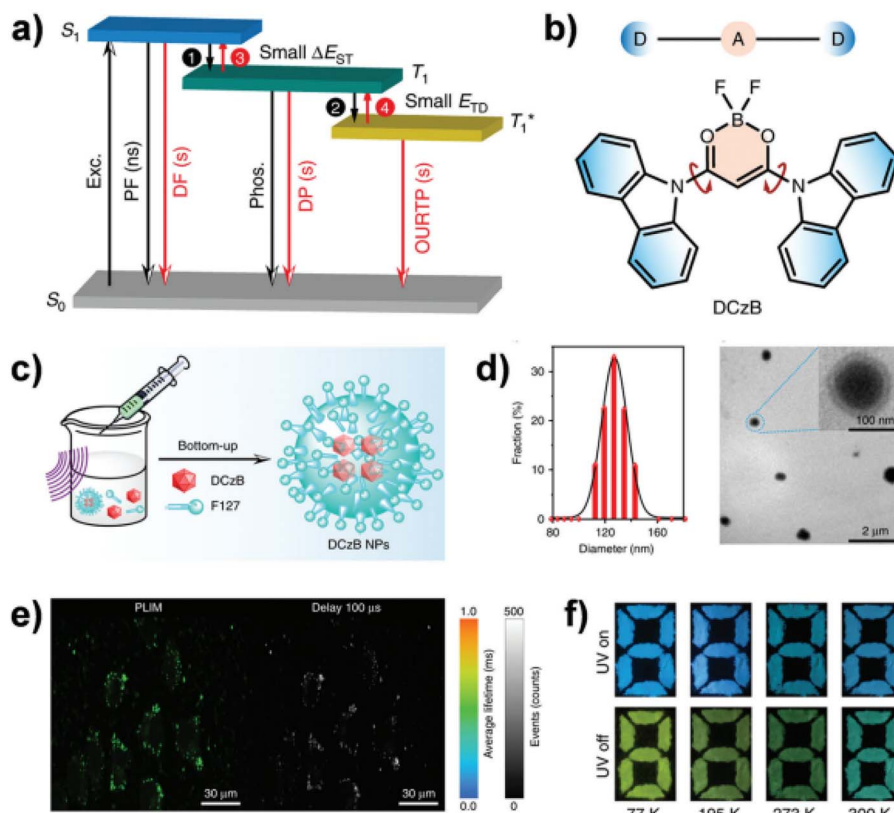 a)
S₁
1
3
Small ΔE_ST
T₁
2
4
Small E_TD
T₁*
Exc.
PF (ns)
DF (s)
Phos.
DP (s)
OURTP (s)
S₀
b)
D
A
D
F
F
B
O
O
N
N
DCzB
c)
Bottom-up
DCzB
F127
DCzB NPs
d)
Fraction (%)
30
20
10
0
80
120
160
Diameter (nm)
100 nm
2 μm
e)
PLIM
Delay 100 μs
30 μm
30 μm
1.0
0.0
Average lifetime (ms)
500
0
Events (counts)
f)
UV on
UV off
77 K
195 K
273 K